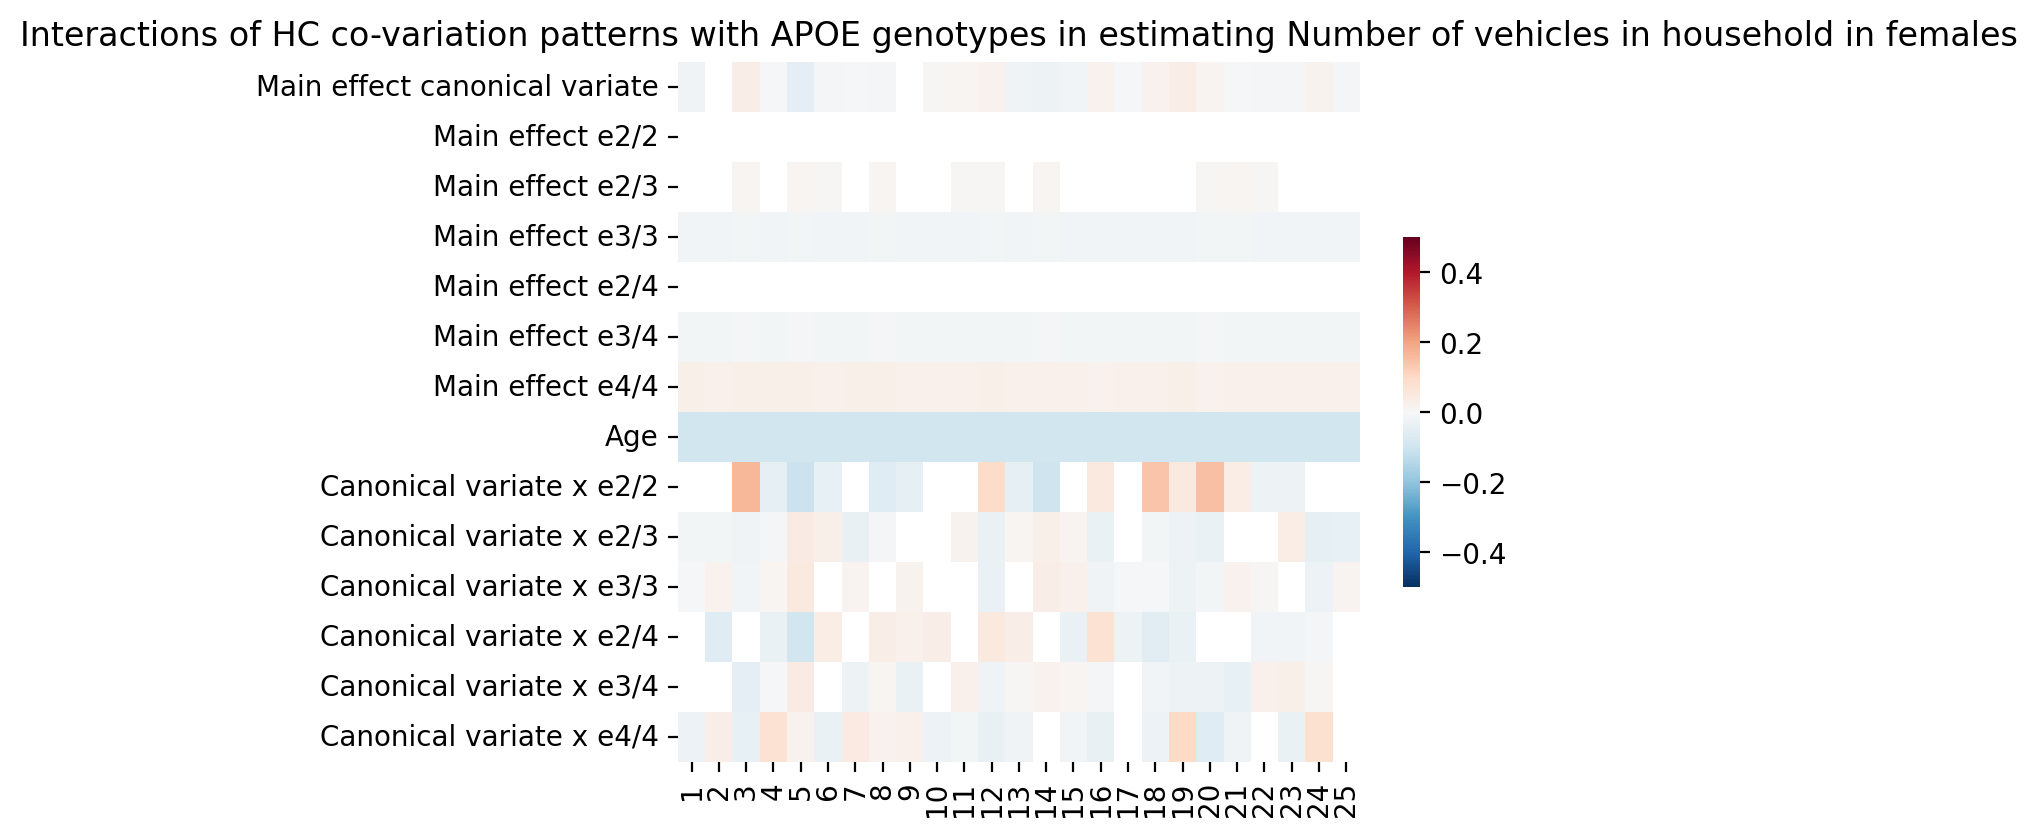 Interactions of HC co-variation patterns with APOE genotypes in estimating Number of vehicles in household in females
Main effect canonical variate
Main effect e2/2
Main effect e2/3
Main effect e3/3
Main effect e2/4
Main effect e3/4
Main effect e4/4
Age
Canonical variate x e2/2
Canonical variate x e2/3
Canonical variate x e3/3
Canonical variate x e2/4
Canonical variate x e3/4
Canonical variate x e4/4
1 2 3 4 5 6 7 8 9 10 11 12 13 14 15 16 17 18 19 20 21 22 23 24 25
0.4
0.2
0.0
−0.2
−0.4